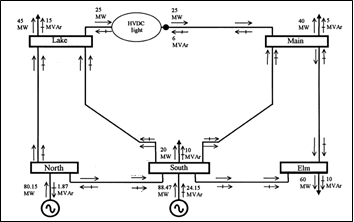 45 MW
15 MVAr
25 MW
HVDC light
25 MW
6 MVAr
40 MW
5 MVAr
Lake
Main
20 MW
10 MVAr
North
South
Elm
80.15 MW
1.87 MVAr
88.47 MW
24.15 MVAr
60 MW
10 MVAr